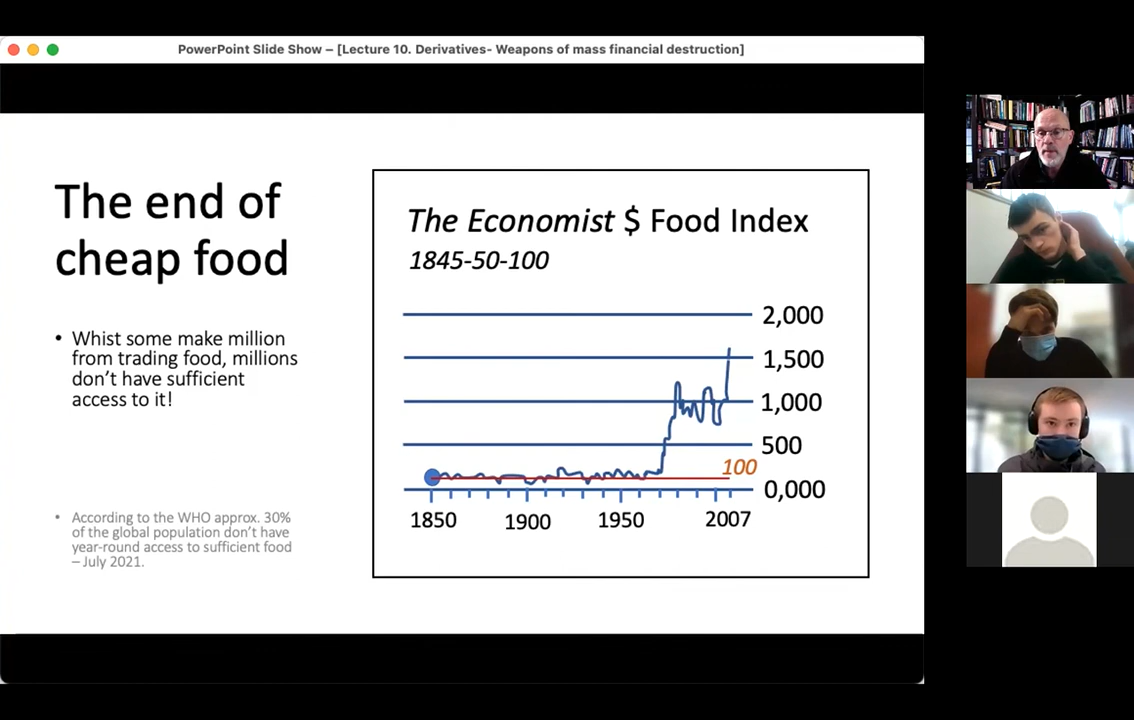 PowerPoint Slide Show – [Lecture 10. Derivatives- Weapons of mass financial destruction]
The end of
cheap food
• Whist some make million
from trading food, millions
don't have sufficient
access to it!
• According to the WHO approx. 30%
of the global population don't have
year-round access to sufficient food
– July 2021.
The Economist $ Food Index
1845-50-100
2,000
1,500
1,000
500
100
0,000
1850
1900
1950
2007